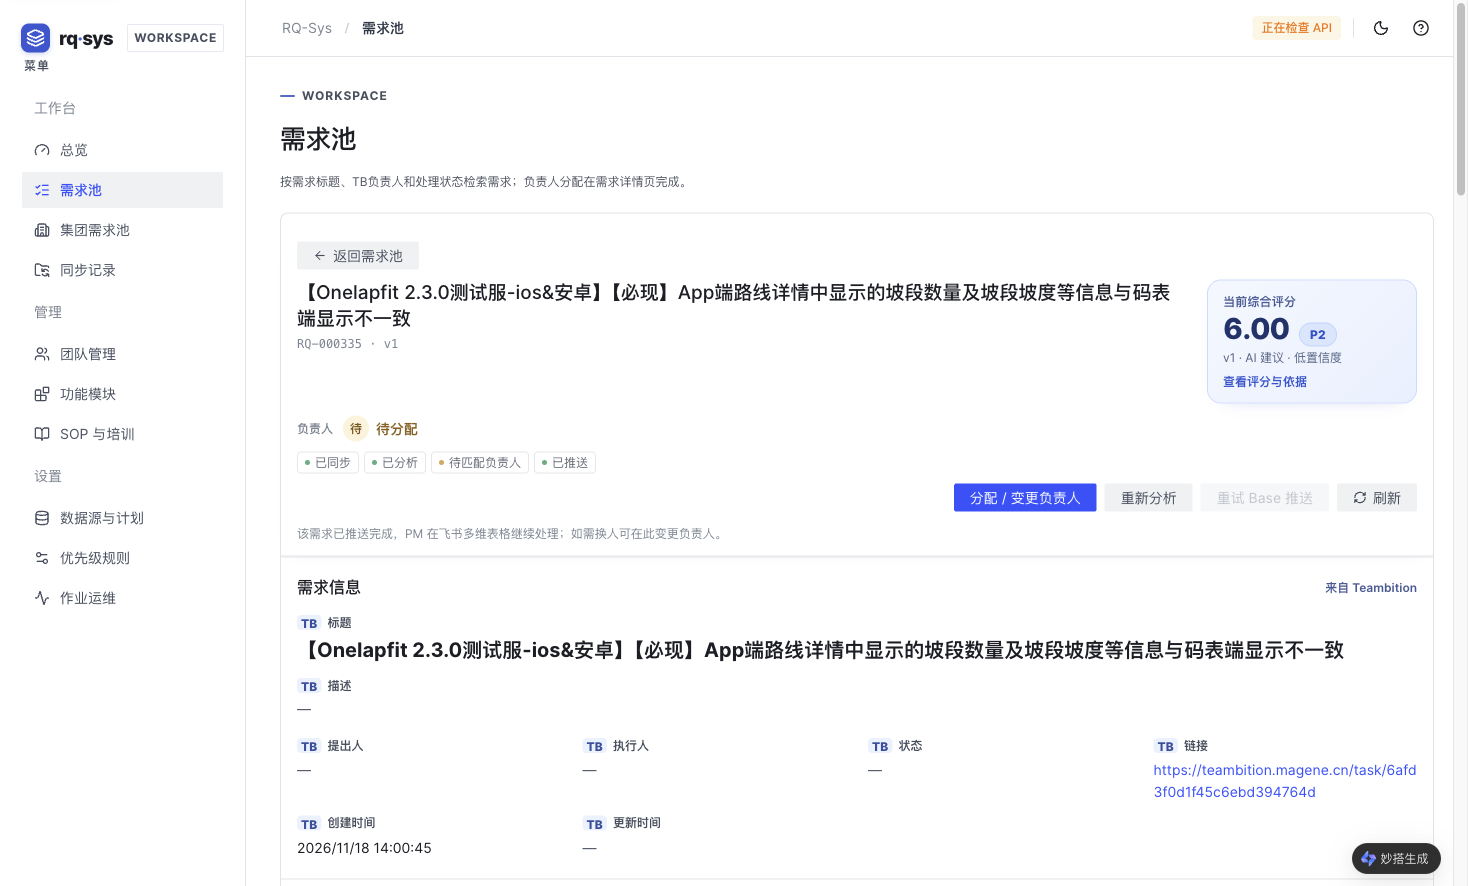 rq·sys WORKSPACE
菜单
工作台
总览
需求池
集团需求池
同步记录
管理
团队管理
功能模块
SOP 与培训
设置
数据源与计划
优先级规则
作业运维
RQ-Sys / 需求池
正在检查 API
WORKSPACE
需求池
按需求标题、TB负责人和处理状态检索需求；负责人分配在需求详情页完成。
返回需求池
【Onelapfit 2.3.0测试服-ios&安卓】【必现】App端路线详情中显示的坡段数量及坡段坡度等信息与码表
端显示不一致
RQ-000335 · v1
当前综合评分
6.00 P2
v1 · AI 建议 · 低置信度
查看评分与依据
负责人 待 待分配
已同步 已分析 待匹配负责人 已推送
分配 / 变更负责人 重新分析 重试 Base 推送 刷新
该需求已推送完成，PM 在飞书多维表格继续处理；如需换人可在此变更负责人。
需求信息 来自 Teambition
TB 标题
【Onelapfit 2.3.0测试服-ios&安卓】【必现】App端路线详情中显示的坡段数量及坡段坡度等信息与码表端显示不一致
TB 描述
—
TB 提出人 TB 执行人 TB 状态 TB 链接
— — — https://teambition.magene.cn/task/6afd
3f0d1f45c6ebd394764d
TB 创建时间 TB 更新时间
2026/11/18 14:00:45 —
妙搭生成